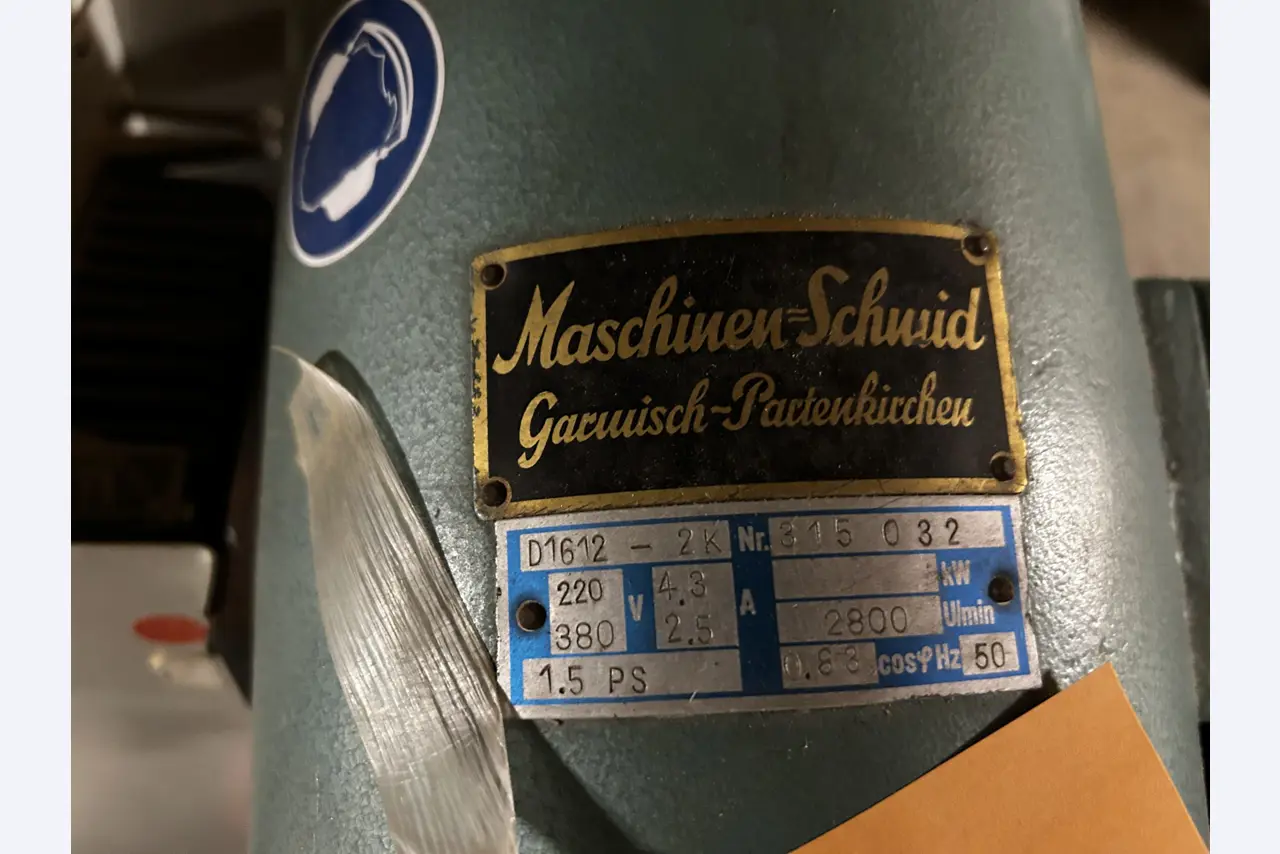 Maschinen=Schmid
Garmisch-Partenkirchen
D1612 - 2K Nr. 315 032
220 V 4.3 A kW
380 2.5 2800 U/min
1.5 PS 0.83 cosφ Hz 50